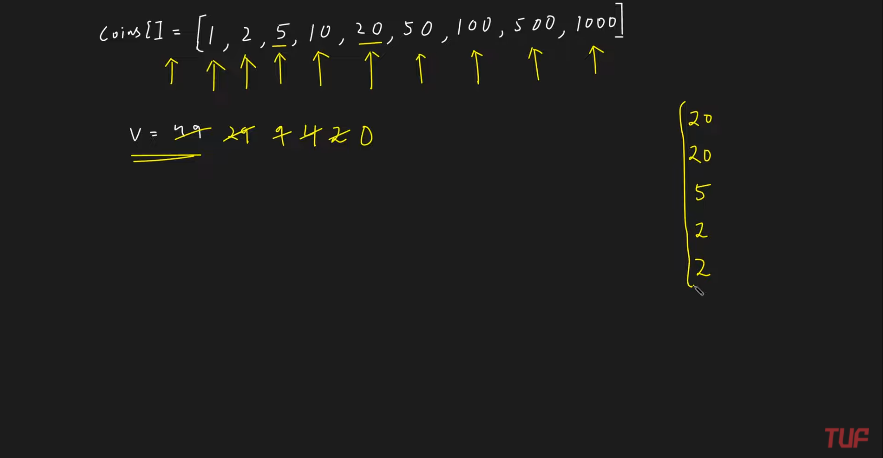 Coins[] = [1, 2, 5, 10, 20, 50, 100, 500, 1000]
V = 49 29 9 4 2 0
20
20
5
2
2
TUF